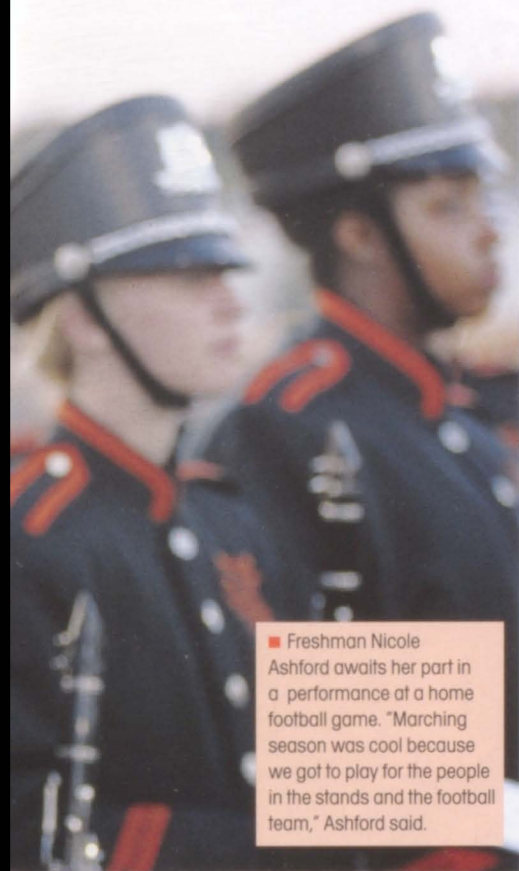 Freshman Nicole
Ashford awaits her part in
a performance at a home
football game. "Marching
season was cool because
we got to play for the people
in the stands and the football
team," Ashford said.